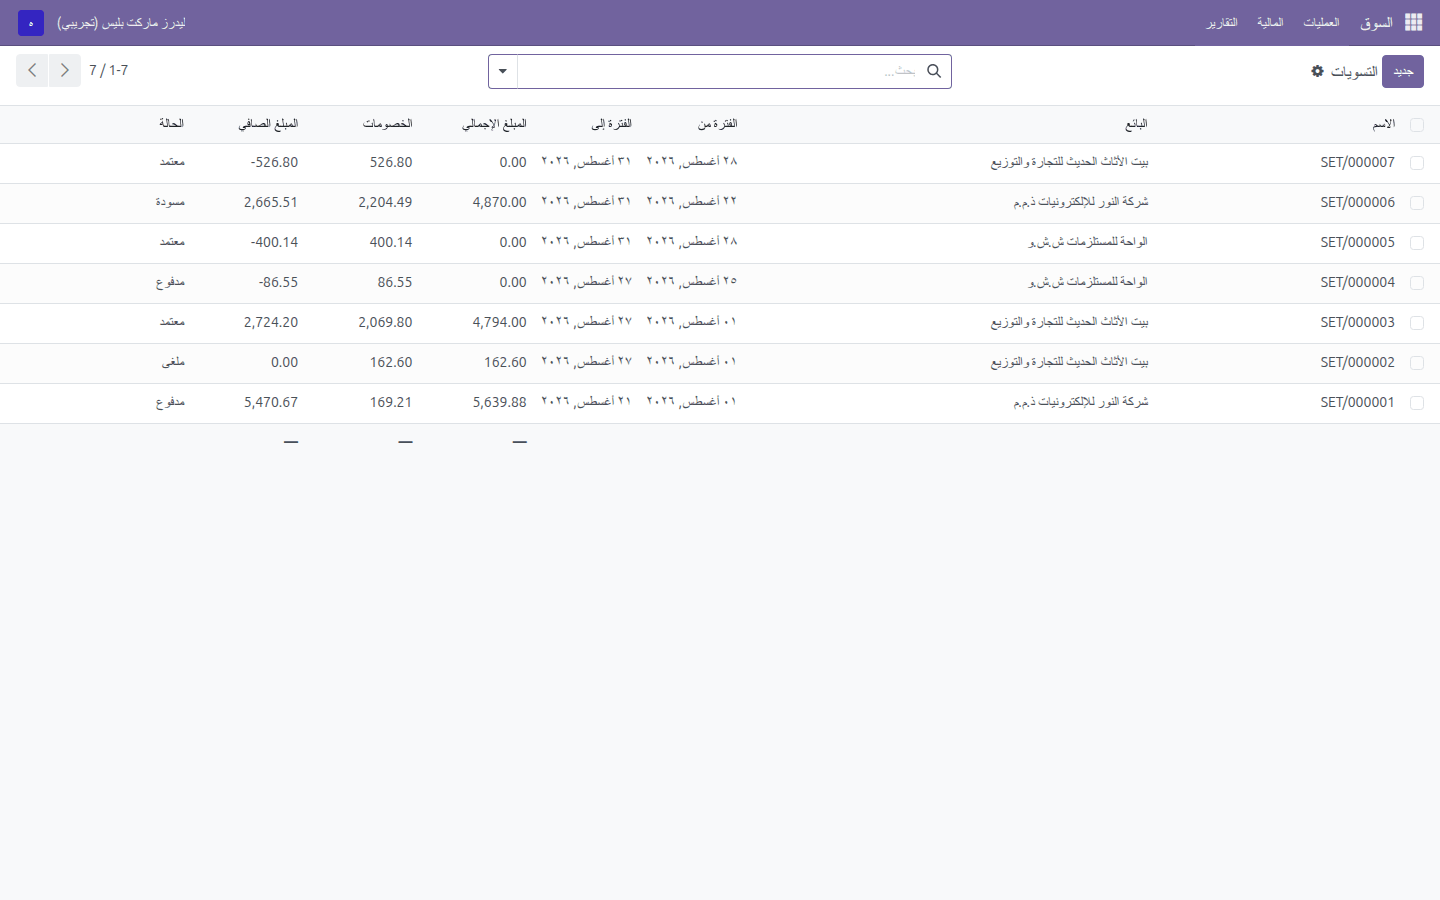 السوق العمليات المالية التقارير ليدرز ماركت بليس (تجريبي) ه
جديد التسويات بحث... 1-7 / 7
الاسم البائع الفترة من الفترة إلى المبلغ الإجمالي الخصومات المبلغ الصافي الحالة
SET/000007 بيت الأثاث الحديث للتجارة والتوزيع ٢٨ أغسطس, ٢٠٢٦ ٣١ أغسطس, ٢٠٢٦ 0.00 526.80 -526.80 معتمد
SET/000006 شركة النور للإلكترونيات ذ.م.م ٢٢ أغسطس, ٢٠٢٦ ٣١ أغسطس, ٢٠٢٦ 4,870.00 2,204.49 2,665.51 مسودة
SET/000005 الواحة للمستلزمات ش.ش.و ٢٨ أغسطس, ٢٠٢٦ ٣١ أغسطس, ٢٠٢٦ 0.00 400.14 -400.14 معتمد
SET/000004 الواحة للمستلزمات ش.ش.و ٢٥ أغسطس, ٢٠٢٦ ٢٧ أغسطس, ٢٠٢٦ 0.00 86.55 -86.55 مدفوع
SET/000003 بيت الأثاث الحديث للتجارة والتوزيع ٠١ أغسطس, ٢٠٢٦ ٢٧ أغسطس, ٢٠٢٦ 4,794.00 2,069.80 2,724.20 معتمد
SET/000002 بيت الأثاث الحديث للتجارة والتوزيع ٠١ أغسطس, ٢٠٢٦ ٢٧ أغسطس, ٢٠٢٦ 162.60 162.60 0.00 ملغى
SET/000001 شركة النور للإلكترونيات ذ.م.م ٠١ أغسطس, ٢٠٢٦ ٢١ أغسطس, ٢٠٢٦ 5,639.88 169.21 5,470.67 مدفوع
— — —